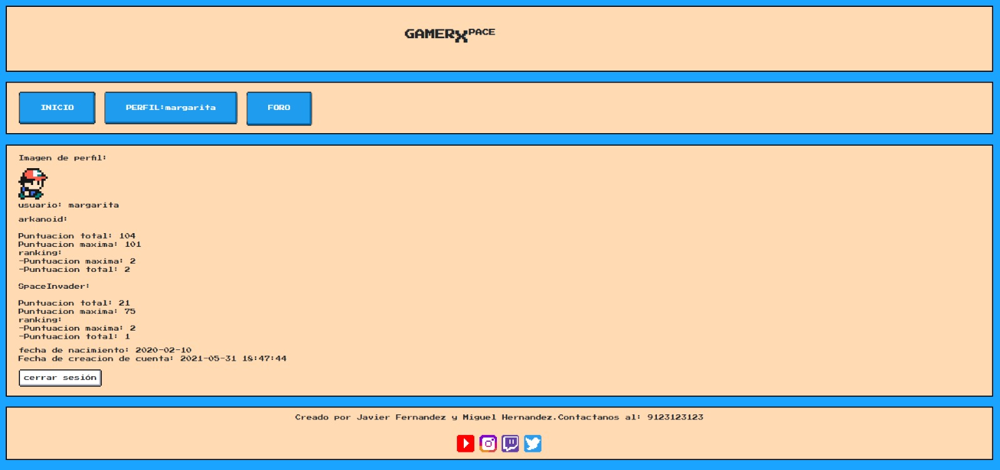 GAMERXPACE
INICIO
PERFIL:margarita
FORO
Imagen de perfil:
usuario: margarita
arkanoid:
Puntuacion total: 104
Puntuacion maxima: 101
ranking:
-Puntuacion maxima: 2
-Puntuacion total: 2
SpaceInvader:
Puntuacion total: 21
Puntuacion maxima: 75
ranking:
-Puntuacion maxima: 2
-Puntuacion total: 1
fecha de nacimiento: 2020-02-10
Fecha de creacion de cuenta: 2021-05-31 18:47:44
cerrar sesión
Creado por Javier Fernandez y Miguel Hernandez.Contactanos al: 9123123123